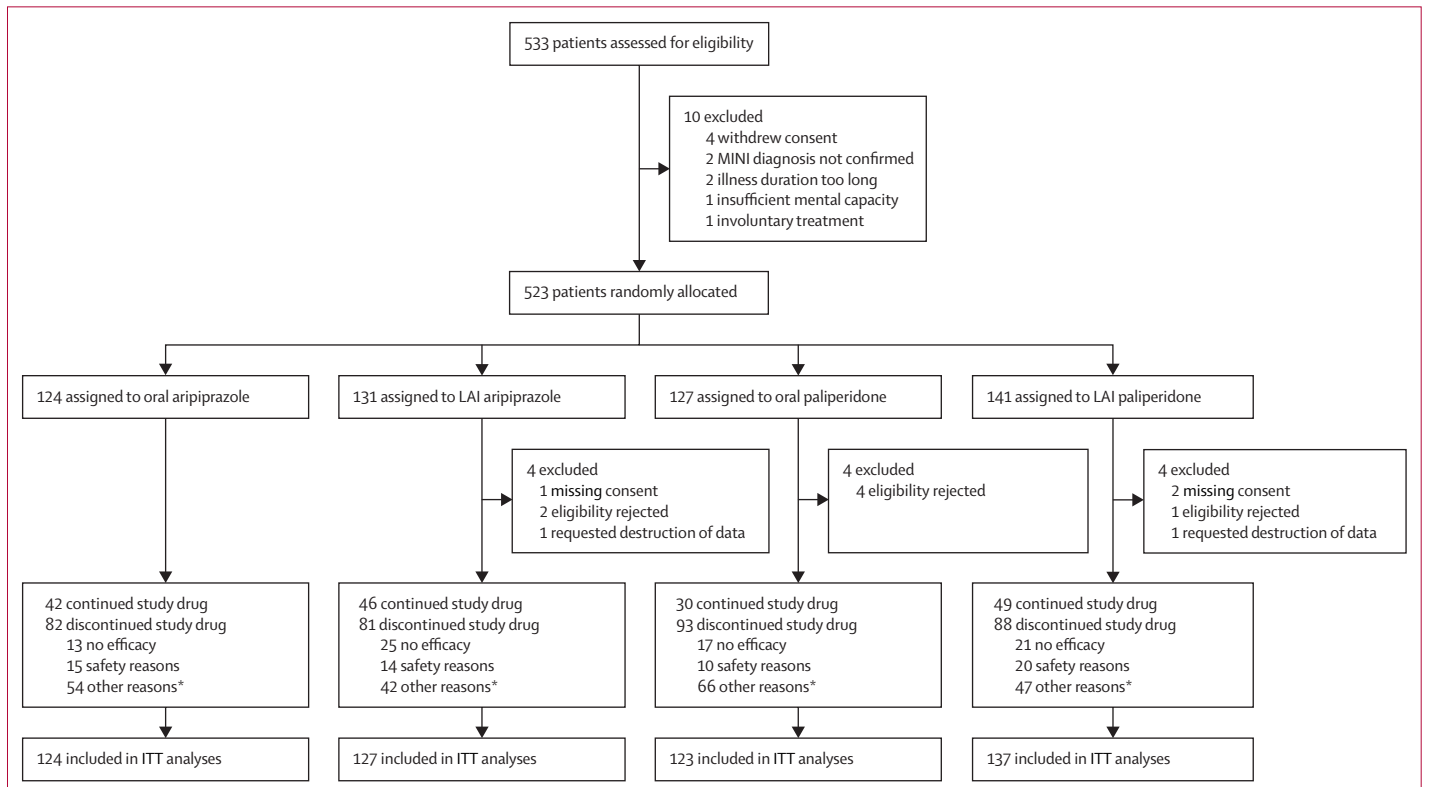 533 patients assessed for eligibility
10 excluded
4 withdrew consent
2 MINI diagnosis not confirmed
2 illness duration too long
1 insufficient mental capacity
1 involuntary treatment
523 patients randomly allocated
124 assigned to oral aripiprazole
131 assigned to LAI aripiprazole
127 assigned to oral paliperidone
141 assigned to LAI paliperidone
4 excluded
1 missing consent
2 eligibility rejected
1 requested destruction of data
4 excluded
4 eligibility rejected
4 excluded
2 missing consent
1 eligibility rejected
1 requested destruction of data
42 continued study drug
82 discontinued study drug
13 no efficacy
15 safety reasons
54 other reasons*
46 continued study drug
81 discontinued study drug
25 no efficacy
14 safety reasons
42 other reasons*
30 continued study drug
93 discontinued study drug
17 no efficacy
10 safety reasons
66 other reasons*
49 continued study drug
88 discontinued study drug
21 no efficacy
20 safety reasons
47 other reasons*
124 included in ITT analyses
127 included in ITT analyses
123 included in ITT analyses
137 included in ITT analyses